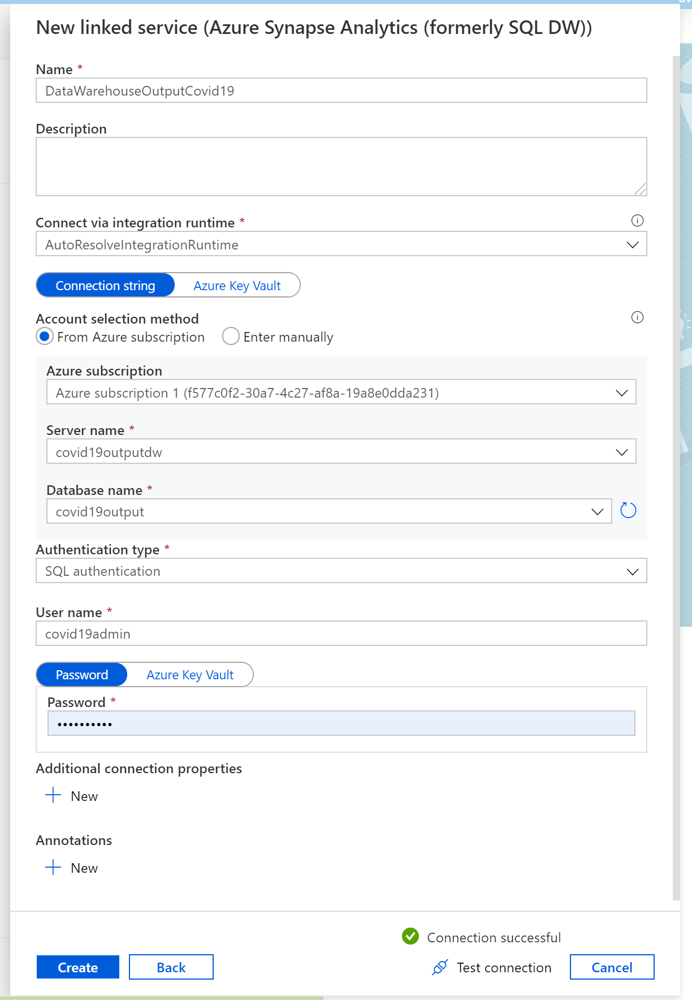 New linked service (Azure Synapse Analytics (formerly SQL DW))
Name *
DataWarehouseOutputCovid19
Description
Connect via integration runtime *
AutoResolveIntegrationRuntime
Connection string
Azure Key Vault
Account selection method
From Azure subscription
Enter manually
Azure subscription
Azure subscription 1 (f577c0f2-30a7-4c27-af8a-19a8e0dda231)
Server name *
covid19outputdw
Database name *
covid19output
Authentication type *
SQL authentication
User name *
covid19admin
Password
Azure Key Vault
Password *
••••••••••
Additional connection properties
New
Annotations
New
Connection successful
Create
Back
Test connection
Cancel